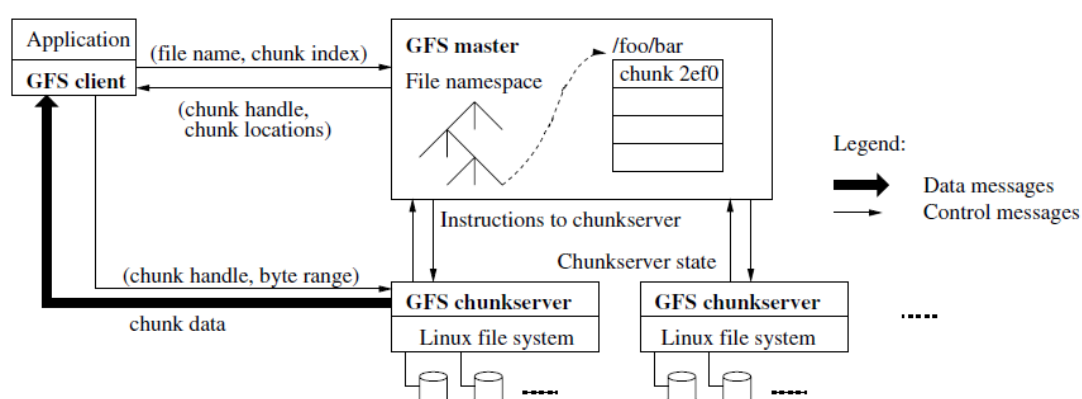 Application
GFS client
(file name, chunk index)
(chunk handle,
chunk locations)
GFS master
File namespace
/foo/bar
chunk 2ef0
Legend:
Data messages
Control messages
Instructions to chunkserver
Chunkserver state
(chunk handle, byte range)
chunk data
GFS chunkserver
Linux file system
GFS chunkserver
Linux file system